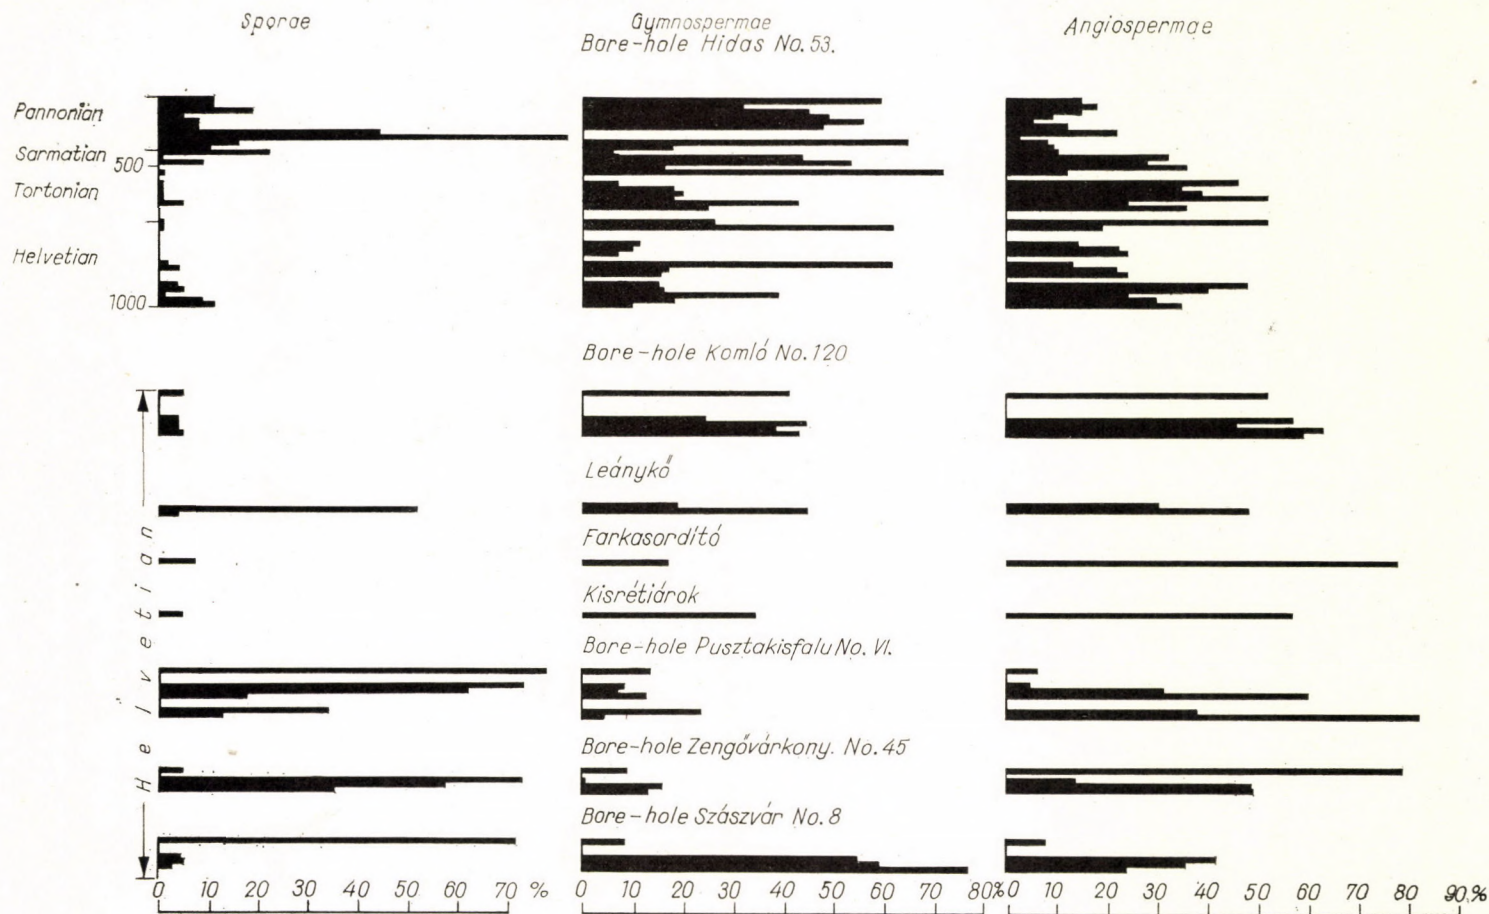 Sporae
Gymnospermae
Angiospermae
Bore-hole Hidas No. 53.
Pannonian
Sarmatian
500
Tortonian
Helvetian
1000
Bore-hole Komló No. 120
Leánykő
Farkasordító
Kisrétiárok
Bore-hole Pusztakisfalu No. VI.
Bore-hole Zengővárkony. No. 45
Bore-hole Szászvár No. 8
Helvetian
0 10 20 30 40 50 60 70 %
0 10 20 30 40 50 60 70 80%
0 10 20 30 40 50 60 70 80 90,%